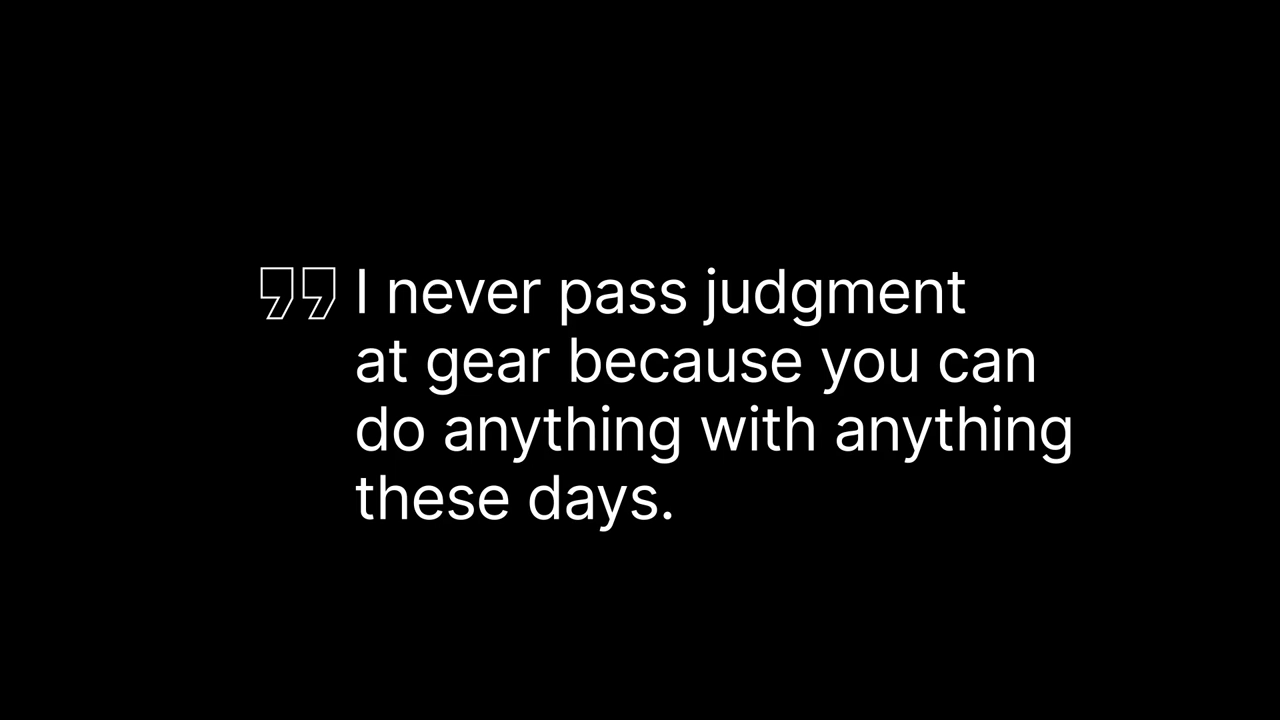 ”I never pass judgment
at gear because you can
do anything with anything
these days.